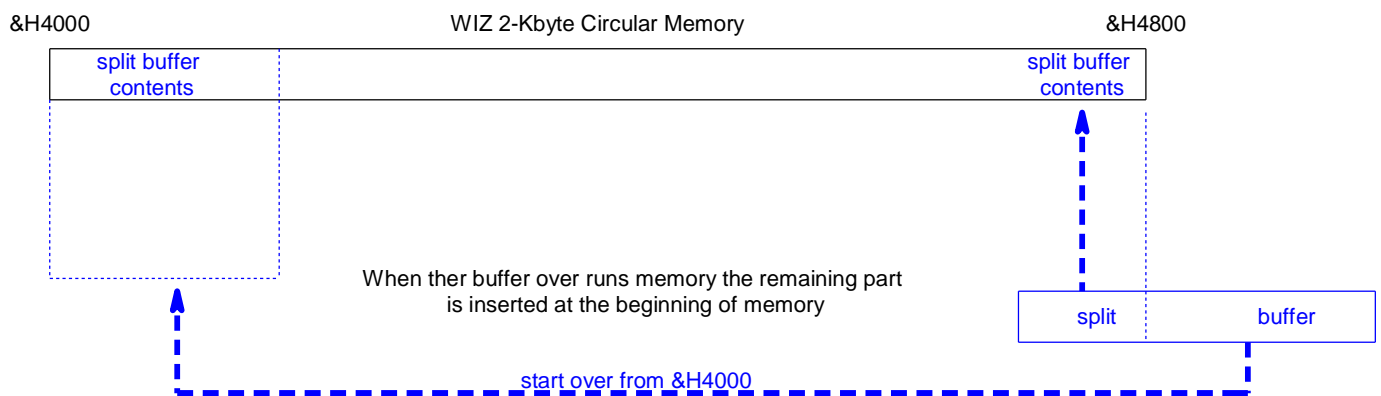 &H4000
WIZ 2-Kbyte Circular Memory
&H4800
split buffer
contents
split buffer
contents
When ther buffer over runs memory the remaining part
is inserted at the beginning of memory
split
buffer
start over from &H4000